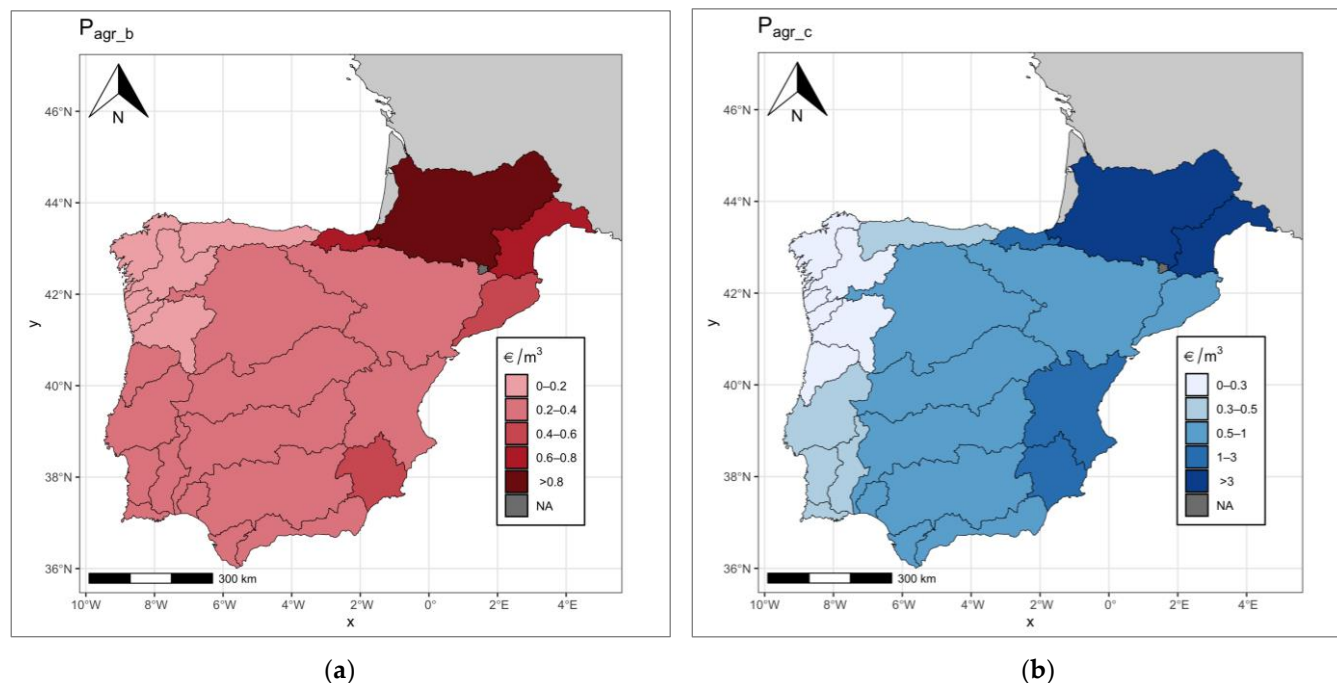 P_agr_b
N
46°N
44°N
42°N
40°N
38°N
36°N
y
10°W 8°W 6°W 4°W 2°W 0° 2°E 4°E
x
300 km
€/m³
0–0.2
0.2–0.4
0.4–0.6
0.6–0.8
>0.8
NA
(a)
P_agr_c
N
46°N
44°N
42°N
40°N
38°N
36°N
y
10°W 8°W 6°W 4°W 2°W 0° 2°E 4°E
x
300 km
€/m³
0–0.3
0.3–0.5
0.5–1
1–3
>3
NA
(b)